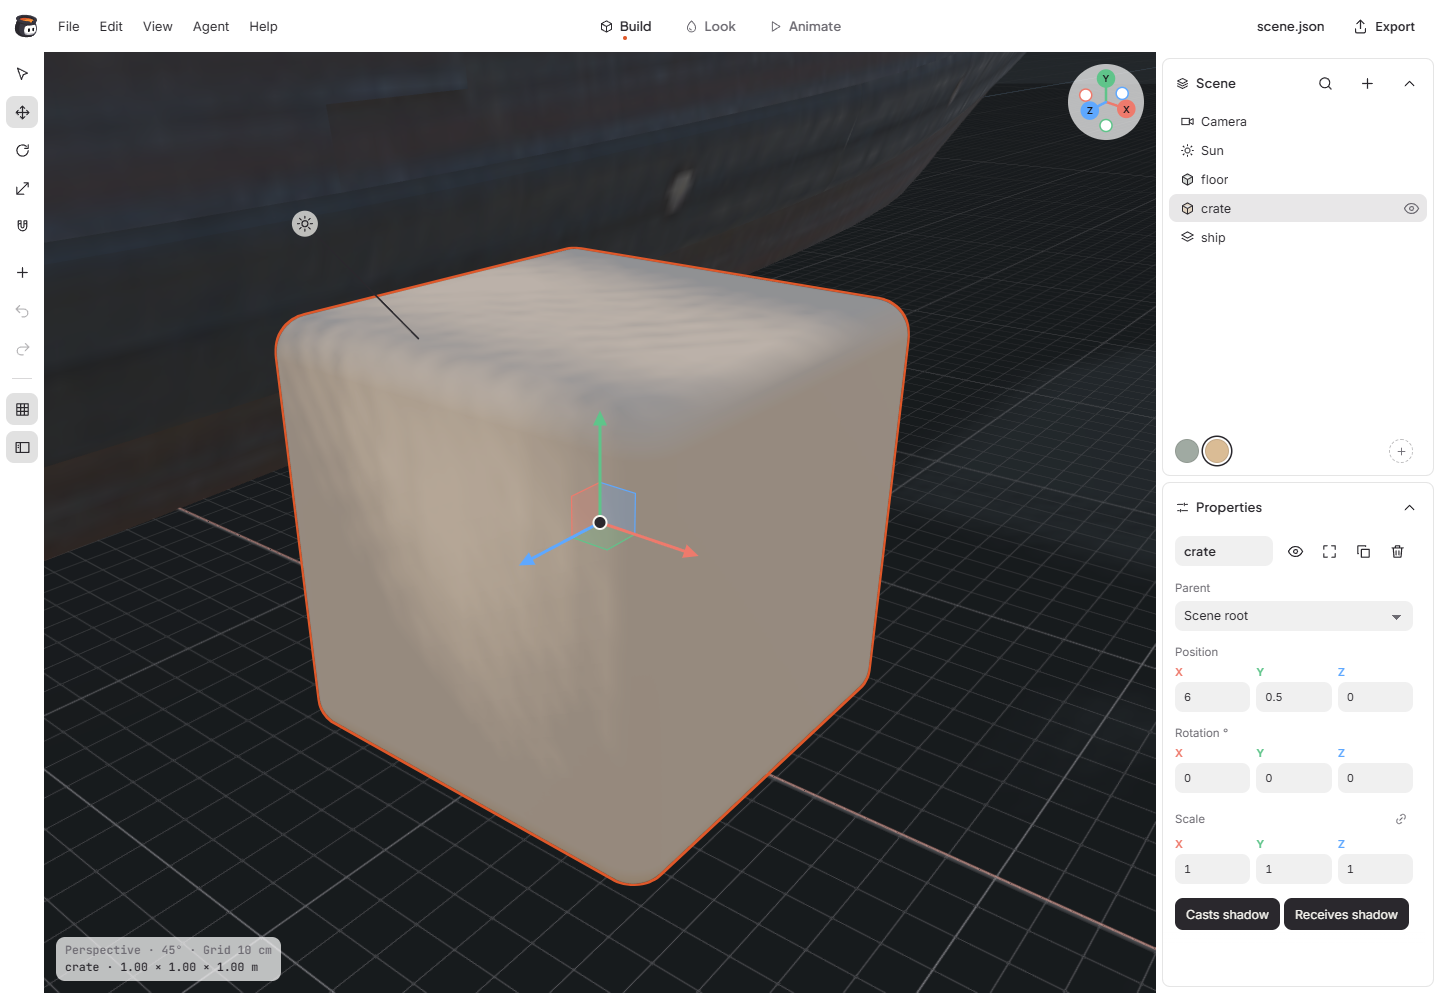 File Edit View Agent Help
Build Look Animate
scene.json Export
Y
Z X
Scene
Camera
Sun
floor
crate
ship
Properties
crate
Parent
Scene root
Position
X Y Z
6 0.5 0
Rotation °
X Y Z
0 0 0
Scale
X Y Z
1 1 1
Casts shadow Receives shadow
Perspective · 45° · Grid 10 cm
crate · 1.00 × 1.00 × 1.00 m